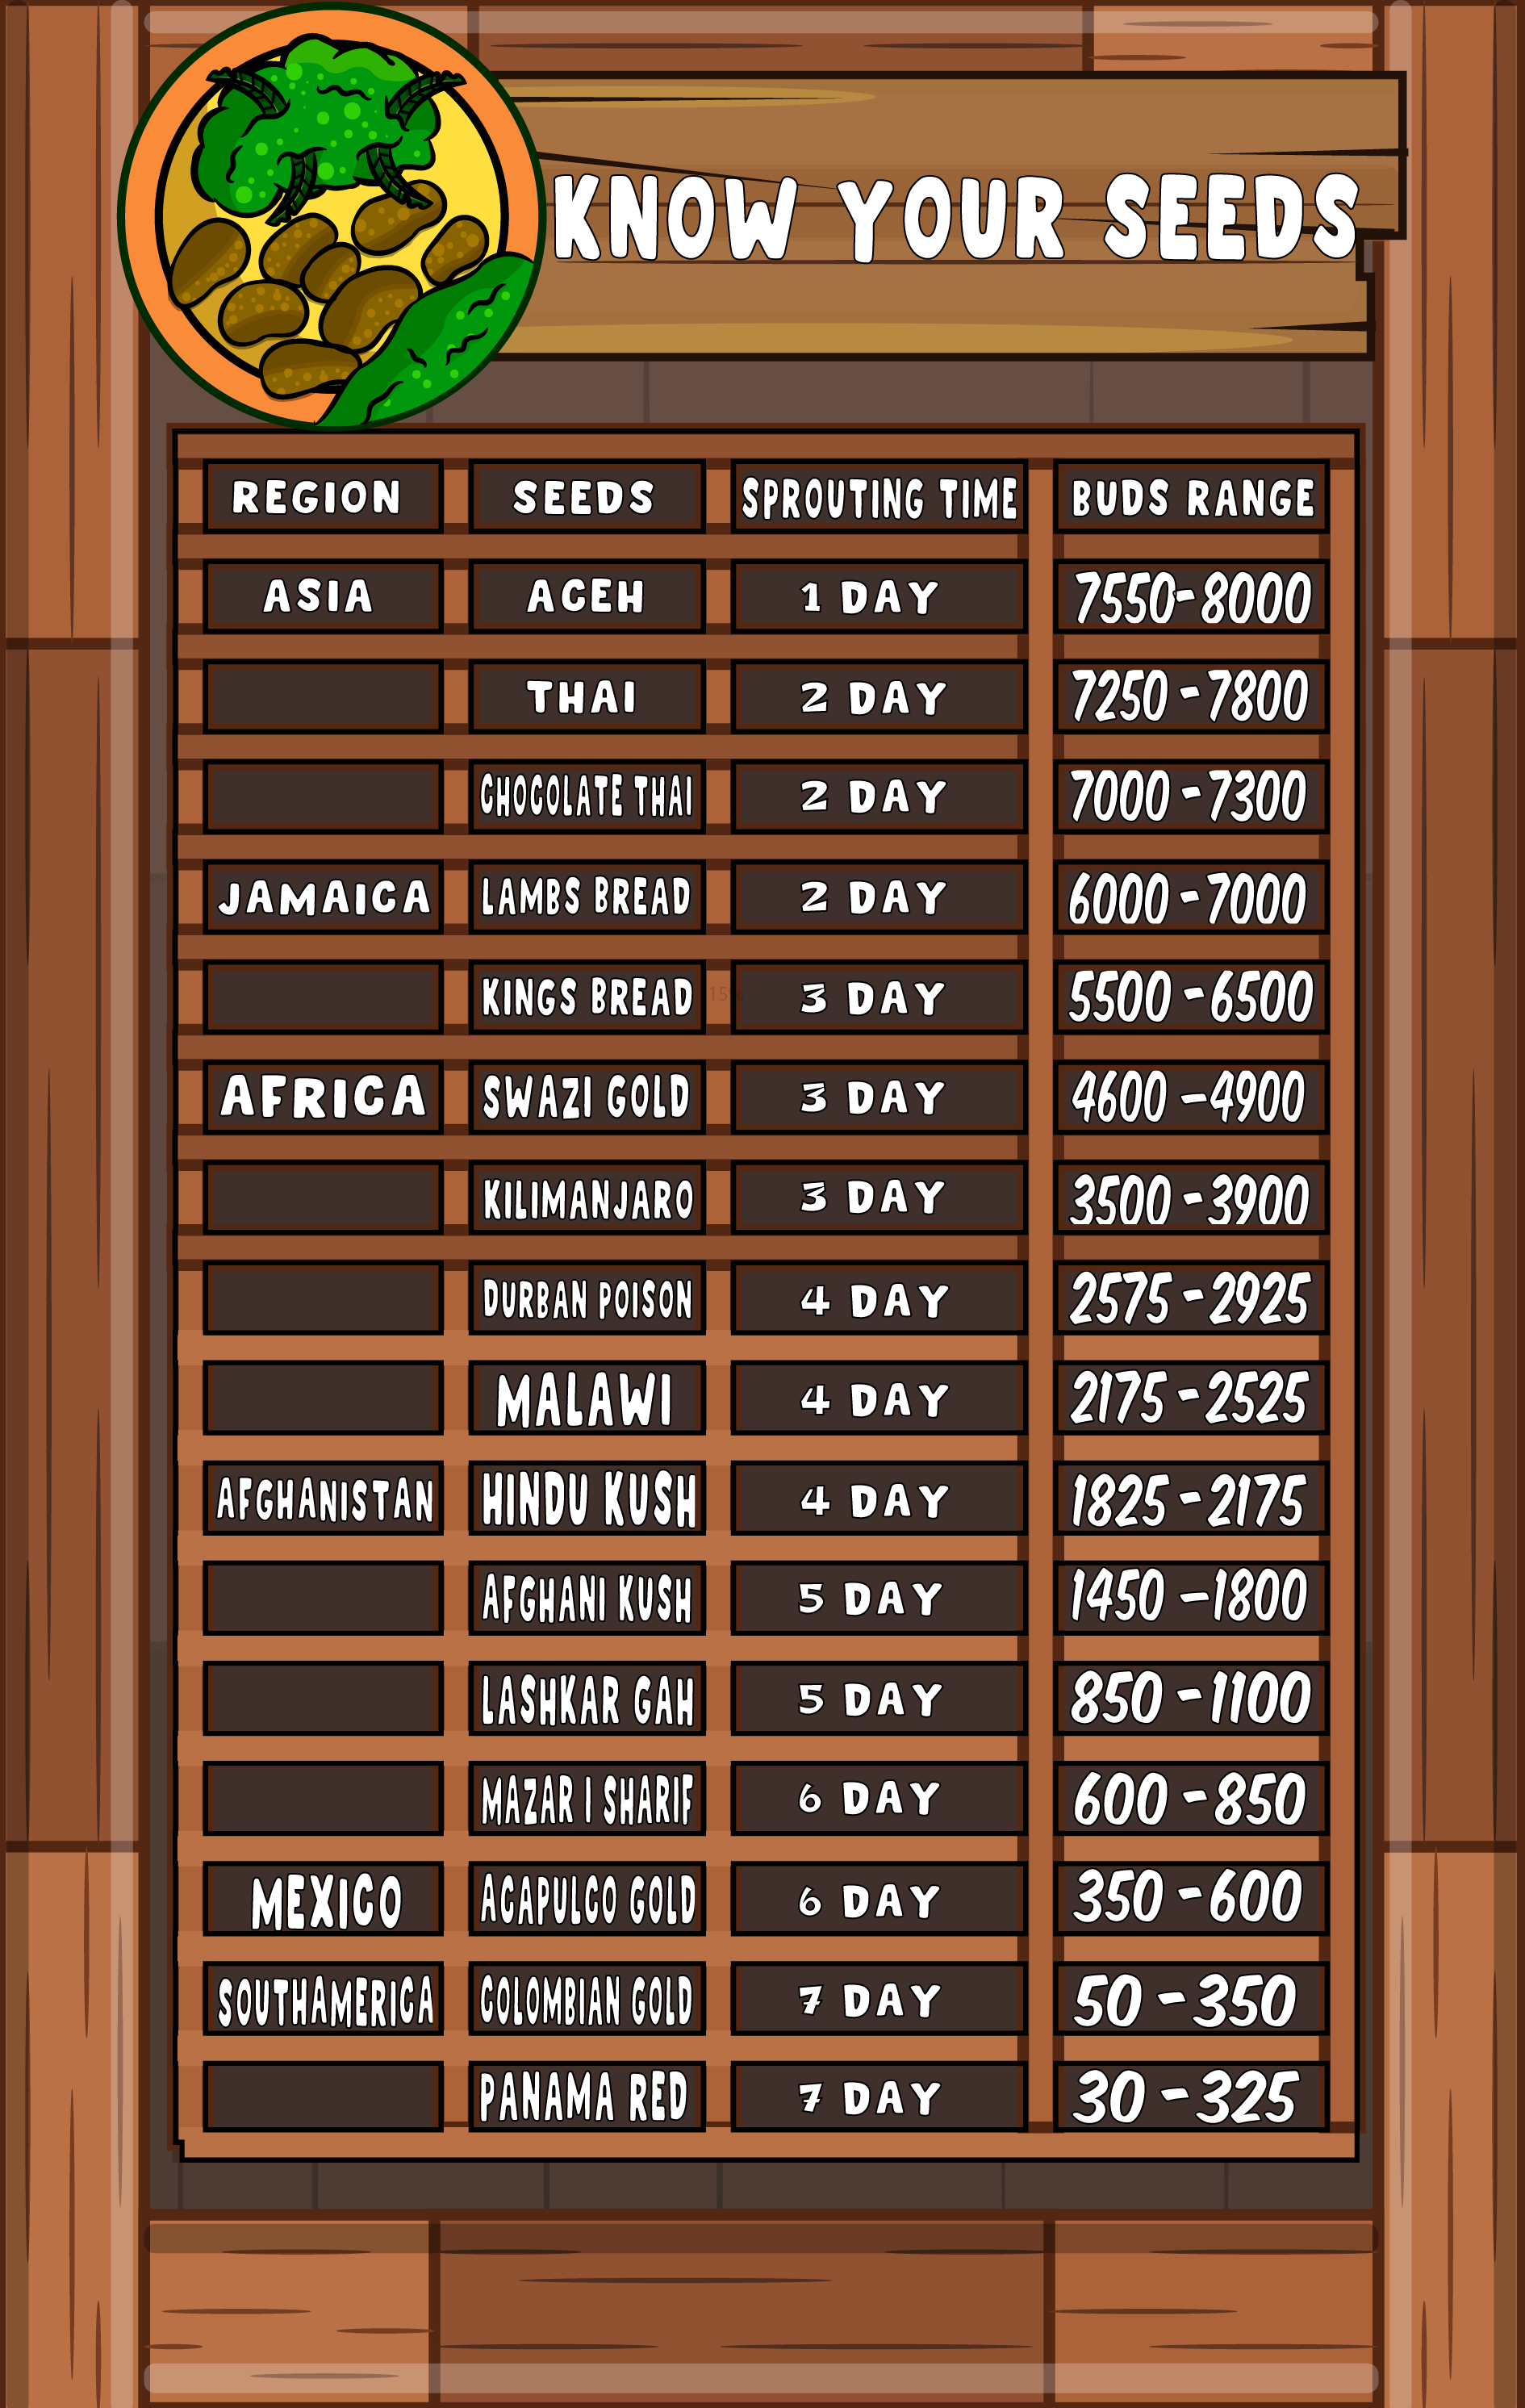 KNOW YOUR SEEDS
REGION SEEDS SPROUTING TIME BUDS RANGE
ASIA ACEH 1 DAY 7550-8000
THAI 2 DAY 7250-7800
CHOCOLATE THAI 2 DAY 7000-7300
JAMAICA LAMBS BREAD 2 DAY 6000-7000
KINGS BREAD 15% 3 DAY 5500-6500
AFRICA SWAZI GOLD 3 DAY 4600-4900
KILIMANJARO 3 DAY 3500-3900
DURBAN POISON 4 DAY 2575-2925
MALAWI 4 DAY 2175-2525
AFGHANISTAN HINDU KUSH 4 DAY 1825-2175
AFGHANI KUSH 5 DAY 1450-1800
LASHKAR GAH 5 DAY 850-1100
MAZAR I SHARIF 6 DAY 600-850
MEXICO ACAPULCO GOLD 6 DAY 350-600
SOUTHAMERICA COLOMBIAN GOLD 7 DAY 50-350
PANAMA RED 7 DAY 30-325